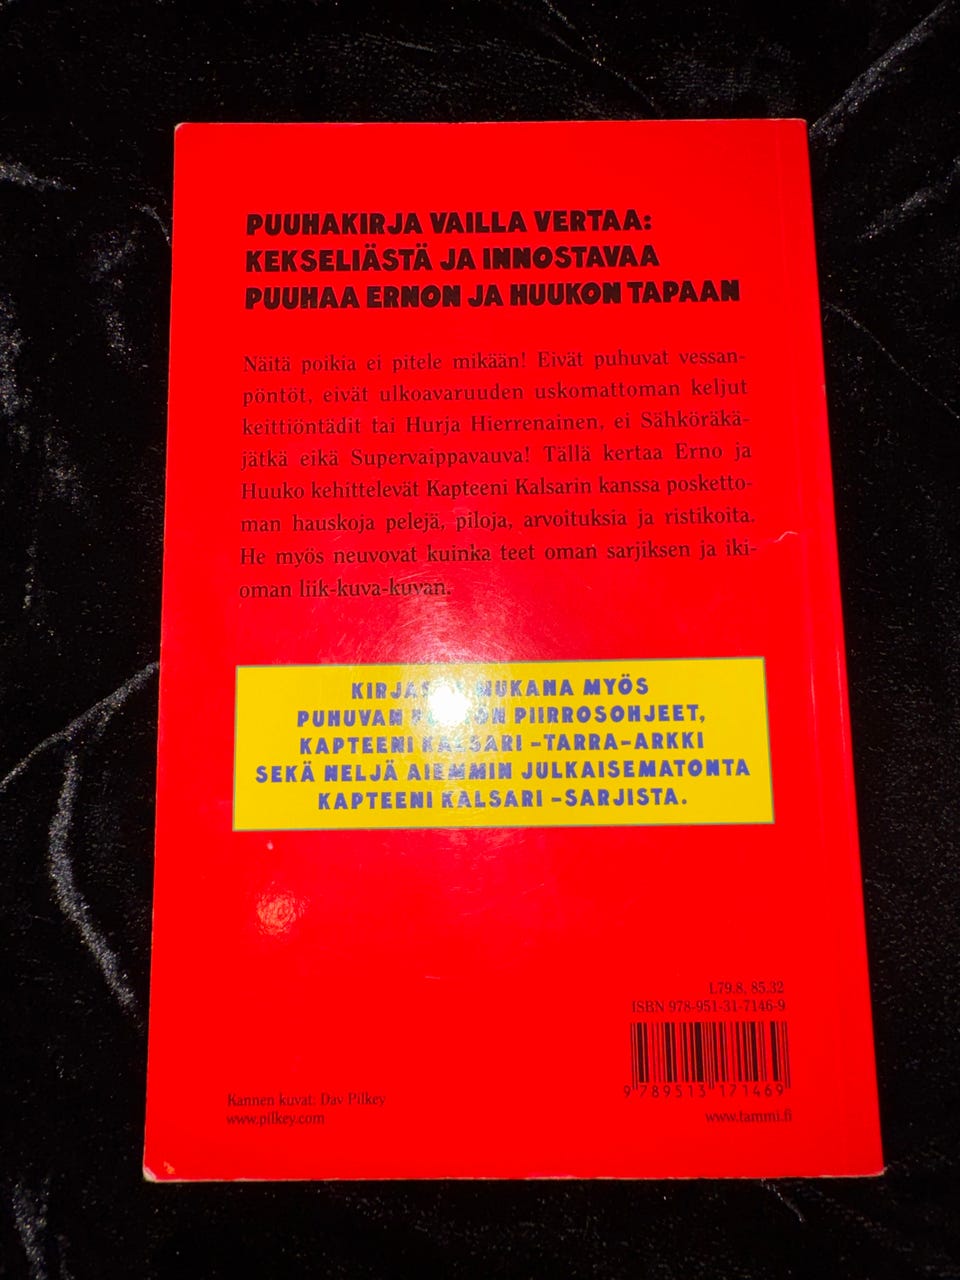 PUUHAKIRJA VAILLA VERTAA:
KEKSELIÄSTÄ JA INNOSTAVAA
PUUHAA ERNON JA HUUKON TAPAAN
Näitä poikia ei pitele mikään! Eivät puhuvat vessan-
pöntöt, eivät ulkoavaruuden uskomattoman keljut
keittiöntädit tai Hurja Hierrenainen, ei Sähköräkä-
jätkä eikä Supervaippavauva! Tällä kertaa Erno ja
Huuko kehittelevät Kapteeni Kalsarin kanssa poskетto-
man hauskoja pelejä, piloja, arvoituksia ja ristikoita.
He myös neuvovat kuinka teet oman sarjiksen ja iki-
oman liik-kuva-kuvan.
MUKANA MYÖS
PUHUVAN PIIRROSOHJEET,
KAPTEENI KALSARI -TARRA-ARKKI
SEKÄ NELJÄ AIEMMIN JULKAISEMATONTA
KAPTEENI KALSARI -SARJISTA.
L79.8, 85.32
ISBN 978-951-31-7146-9
9 789513 171469
Kannen kuvat: Dav Pilkey
www.pilkey.com
www.tammi.fi